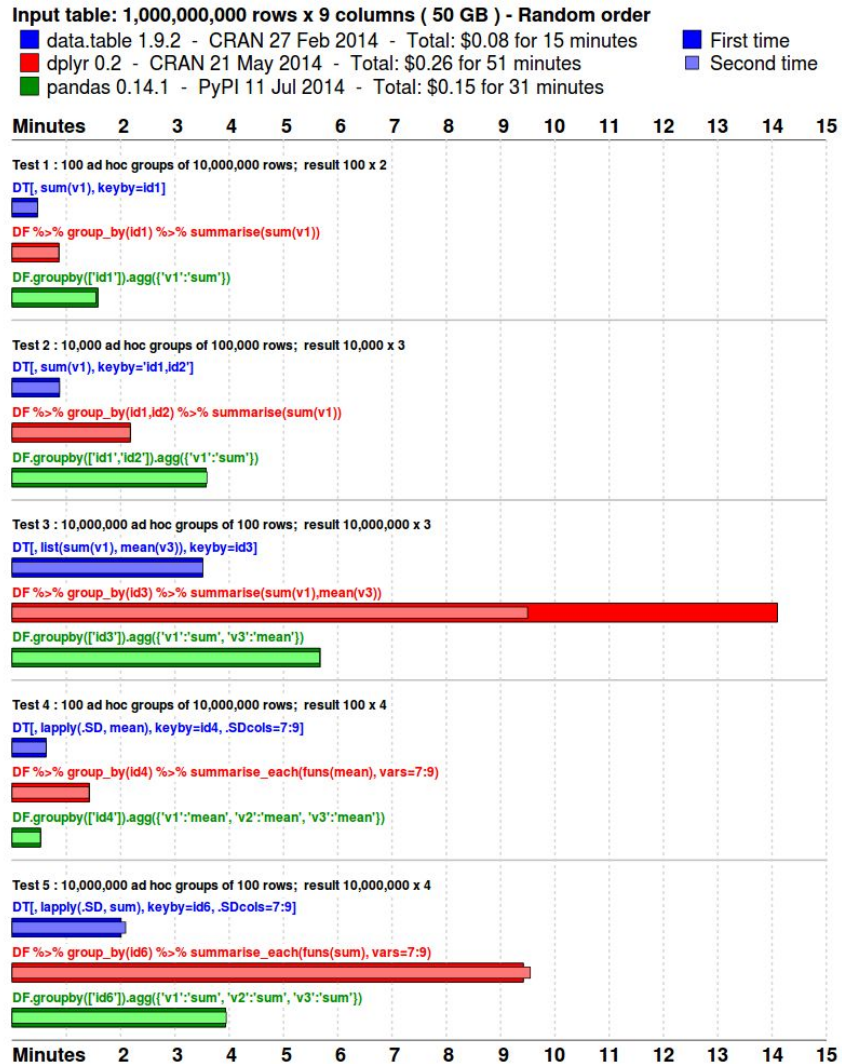 Input table: 1,000,000,000 rows x 9 columns ( 50 GB ) - Random order
data.table 1.9.2 - CRAN 27 Feb 2014 - Total: $0.08 for 15 minutes First time
dplyr 0.2 - CRAN 21 May 2014 - Total: $0.26 for 51 minutes Second time
pandas 0.14.1 - PyPI 11 Jul 2014 - Total: $0.15 for 31 minutes
Minutes 2 3 4 5 6 7 8 9 10 11 12 13 14 15
Test 1 : 100 ad hoc groups of 10,000,000 rows; result 100 x 2
DT[, sum(v1), keyby=id1]
DF %>% group_by(id1) %>% summarise(sum(v1))
DF.groupby(['id1']).agg({'v1':'sum'})
Test 2 : 10,000 ad hoc groups of 100,000 rows; result 10,000 x 3
DT[, sum(v1), keyby='id1,id2']
DF %>% group_by(id1,id2) %>% summarise(sum(v1))
DF.groupby(['id1','id2']).agg({'v1':'sum'})
Test 3 : 10,000,000 ad hoc groups of 100 rows; result 10,000,000 x 3
DT[, list(sum(v1), mean(v3)), keyby=id3]
DF %>% group_by(id3) %>% summarise(sum(v1),mean(v3))
DF.groupby(['id3']).agg({'v1':'sum', 'v3':'mean'})
Test 4 : 100 ad hoc groups of 10,000,000 rows; result 100 x 4
DT[, lapply(.SD, mean), keyby=id4, .SDcols=7:9]
DF %>% group_by(id4) %>% summarise_each(funs(mean), vars=7:9)
DF.groupby(['id4']).agg({'v1':'mean', 'v2':'mean', 'v3':'mean'})
Test 5 : 10,000,000 ad hoc groups of 100 rows; result 10,000,000 x 4
DT[, lapply(.SD, sum), keyby=id6, .SDcols=7:9]
DF %>% group_by(id6) %>% summarise_each(funs(sum), vars=7:9)
DF.groupby(['id6']).agg({'v1':'sum', 'v2':'sum', 'v3':'sum'})
Minutes 2 3 4 5 6 7 8 9 10 11 12 13 14 15